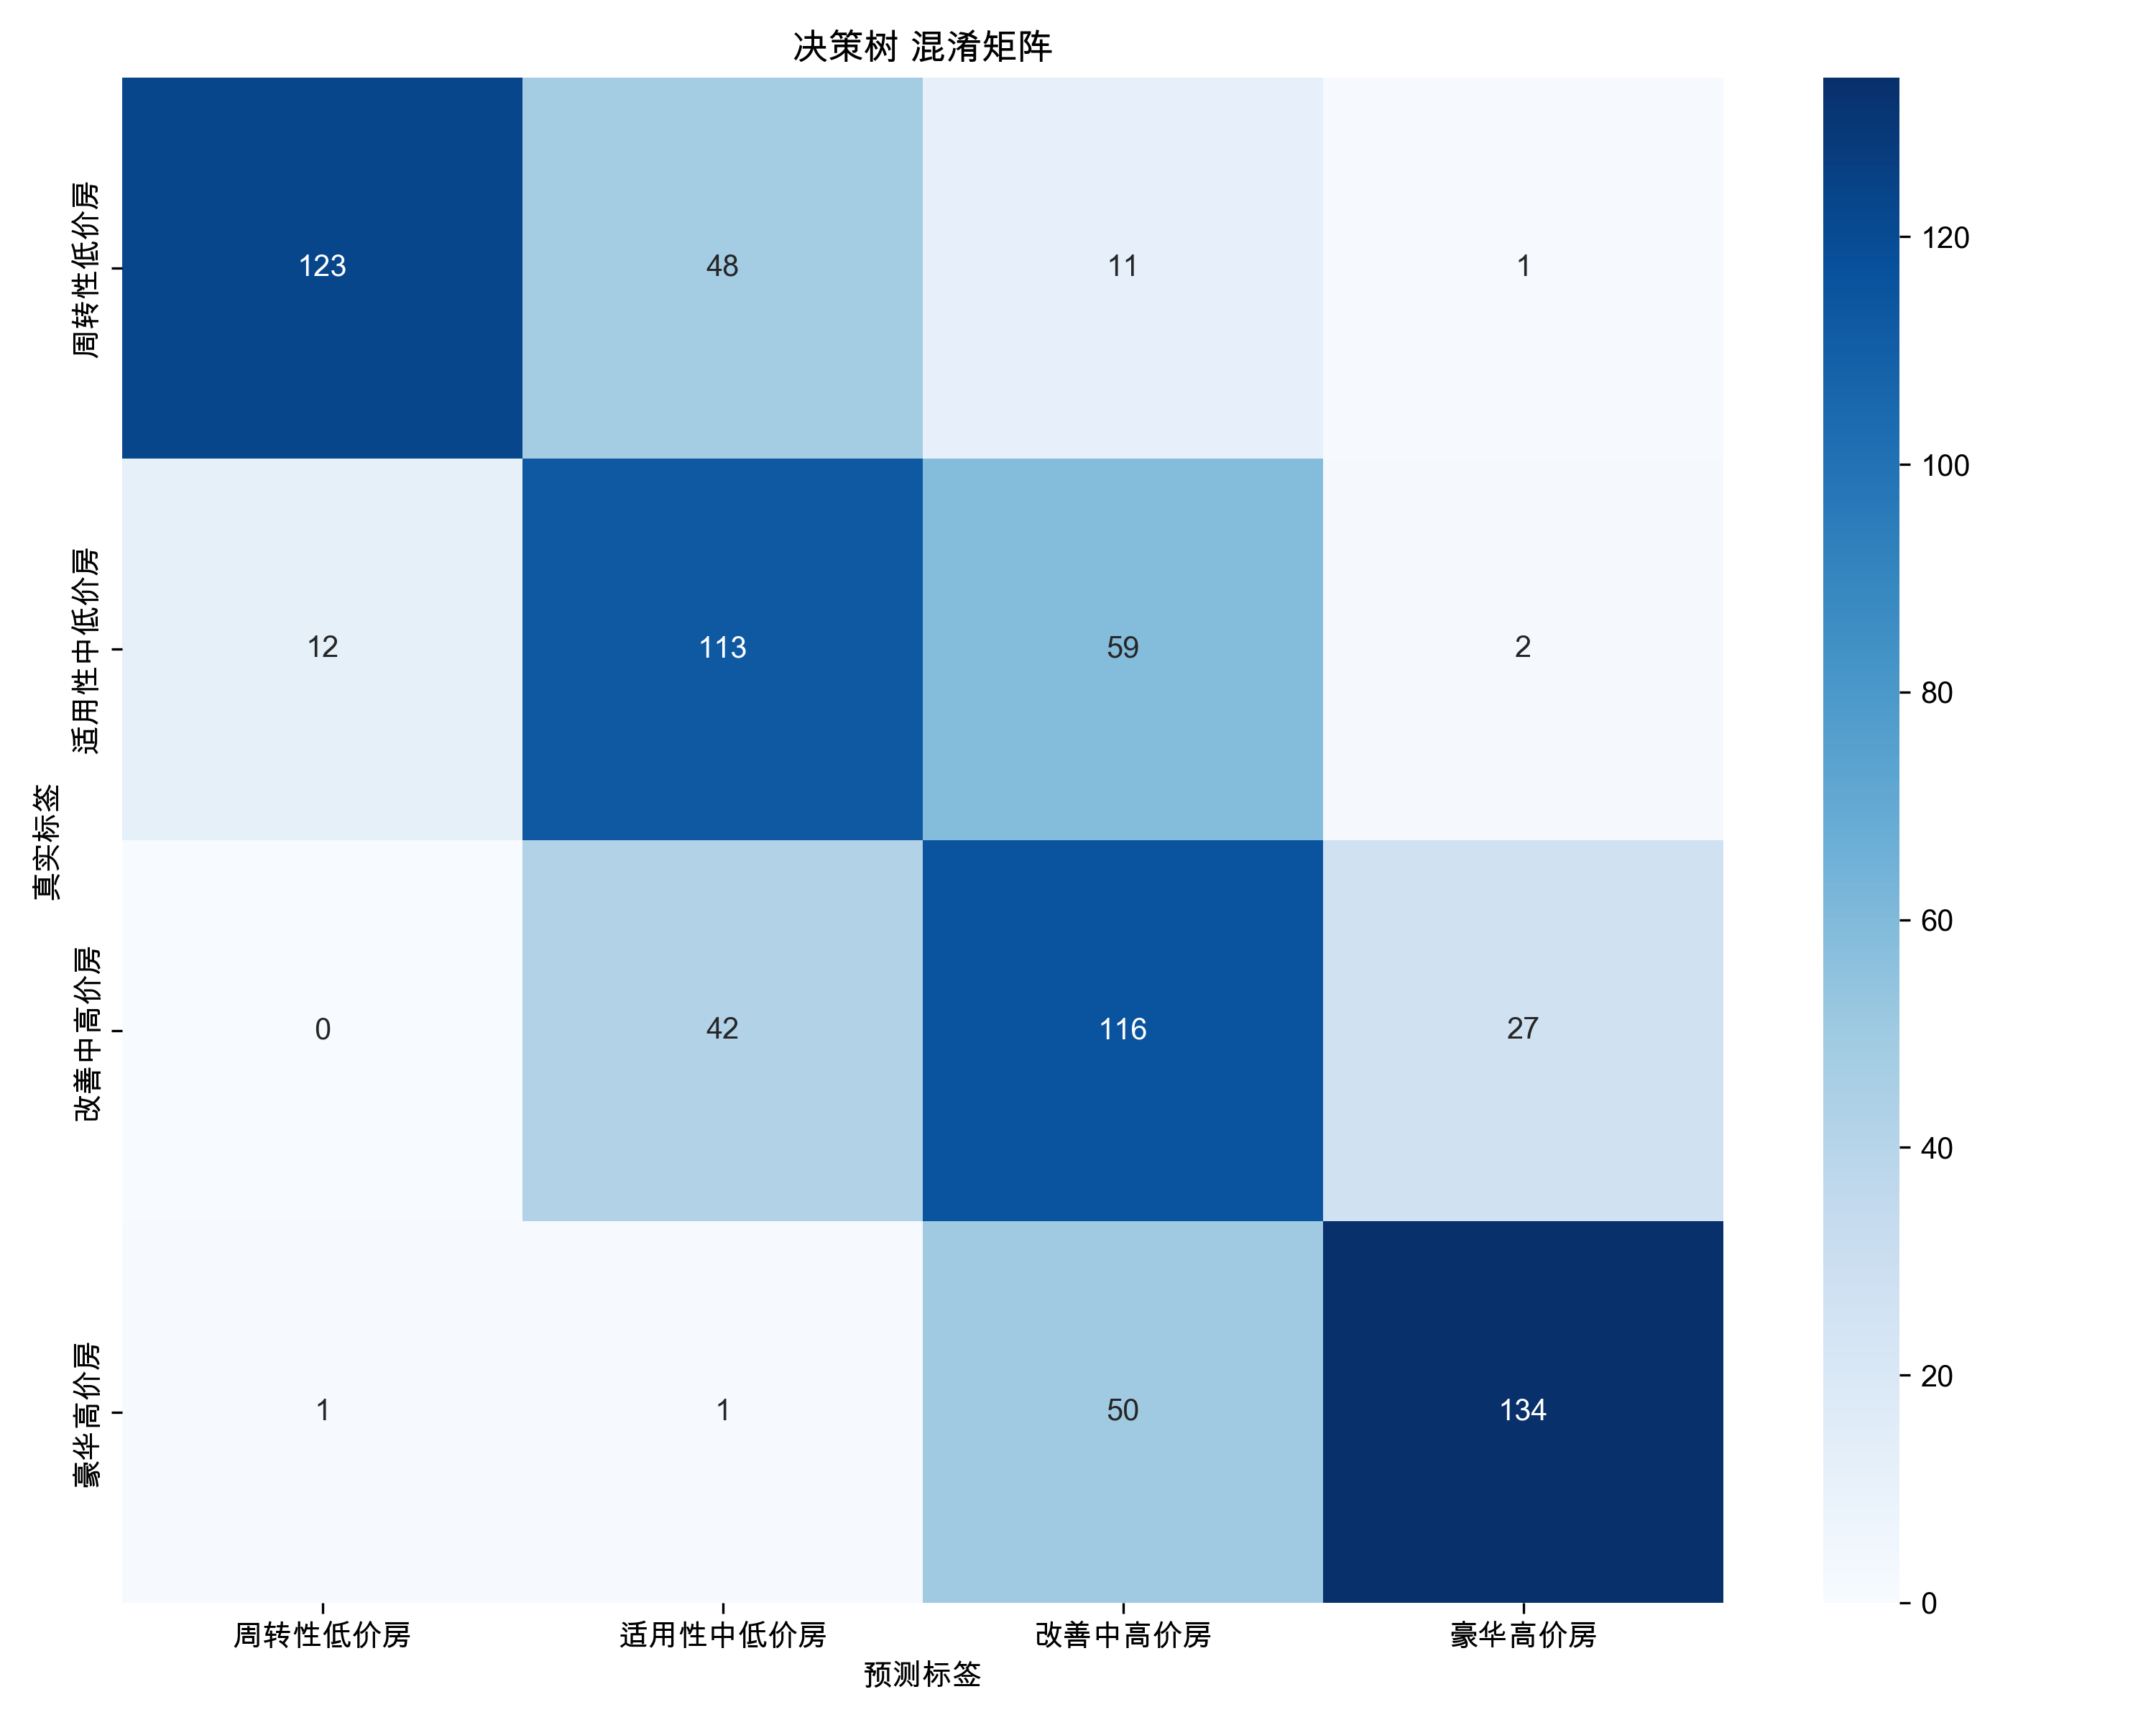 决策树 混淆矩阵
真实标签
周转性低价房
123 48 11 1
适用性中低价房
12 113 59 2
改善中高价房
0 42 116 27
豪华高价房
1 1 50 134
周转性低价房 适用性中低价房 改善中高价房 豪华高价房
预测标签
120
100
80
60
40
20
0